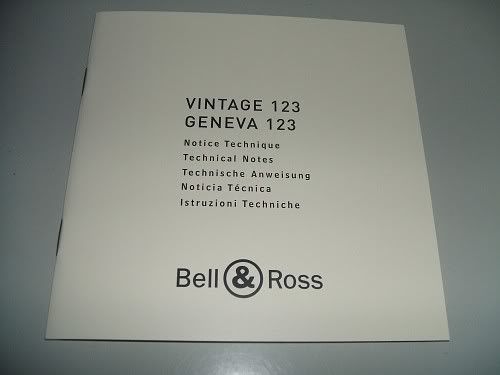 VINTAGE 123
GENEVA 123
Notice Technique
Technical Notes
Technische Anweisung
Noticia Técnica
Istruzioni Techniche
Bell & Ross